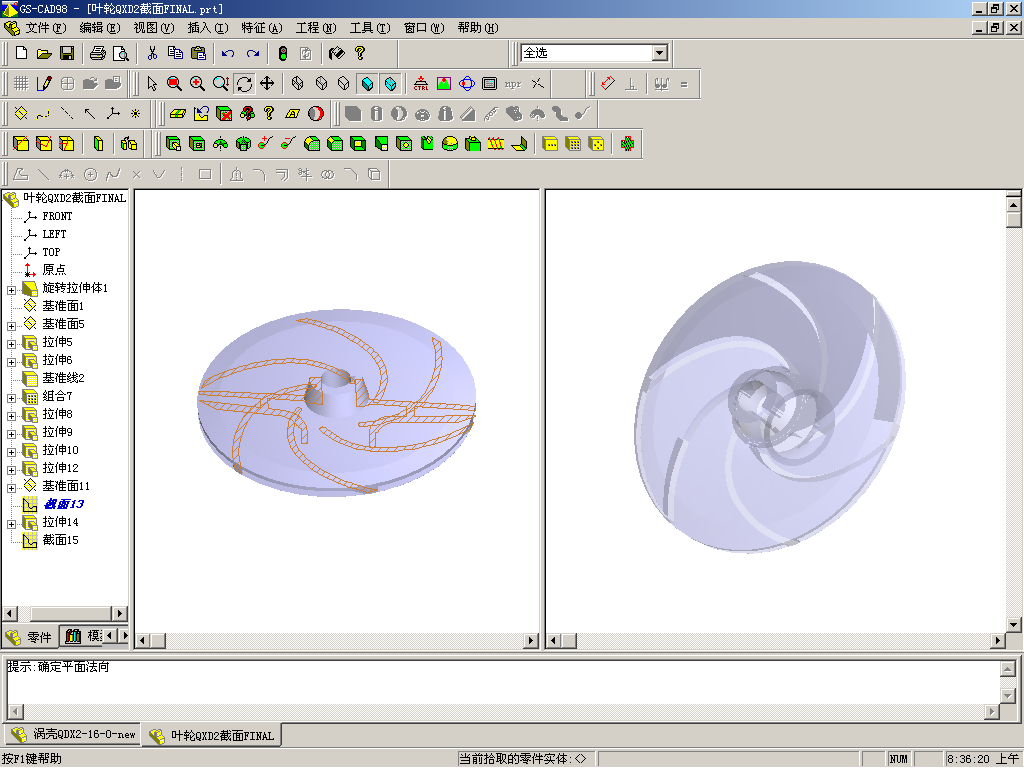 GS-CAD98 - [叶轮QXD2截面FINAL.prt]
文件(F) 编辑(E) 视图(V) 插入(I) 特征(A) 工程(N) 工具(T) 窗口(W) 帮助(H)
全选
CTRL npr
叶轮QXD2截面FINAL
FRONT
LEFT
TOP
原点
旋转拉伸体1
基准面1
基准面5
拉伸5
拉伸6
基准线2
组合7
拉伸8
拉伸9
拉伸10
拉伸12
基准面11
截面13
拉伸14
截面15
零件 模
提示:确定平面法向
涡壳QDX2-16-0-new 叶轮QXD2截面FINAL
按F1键帮助 当前拾取的零件实体:<> NUM 8:36:20 上午